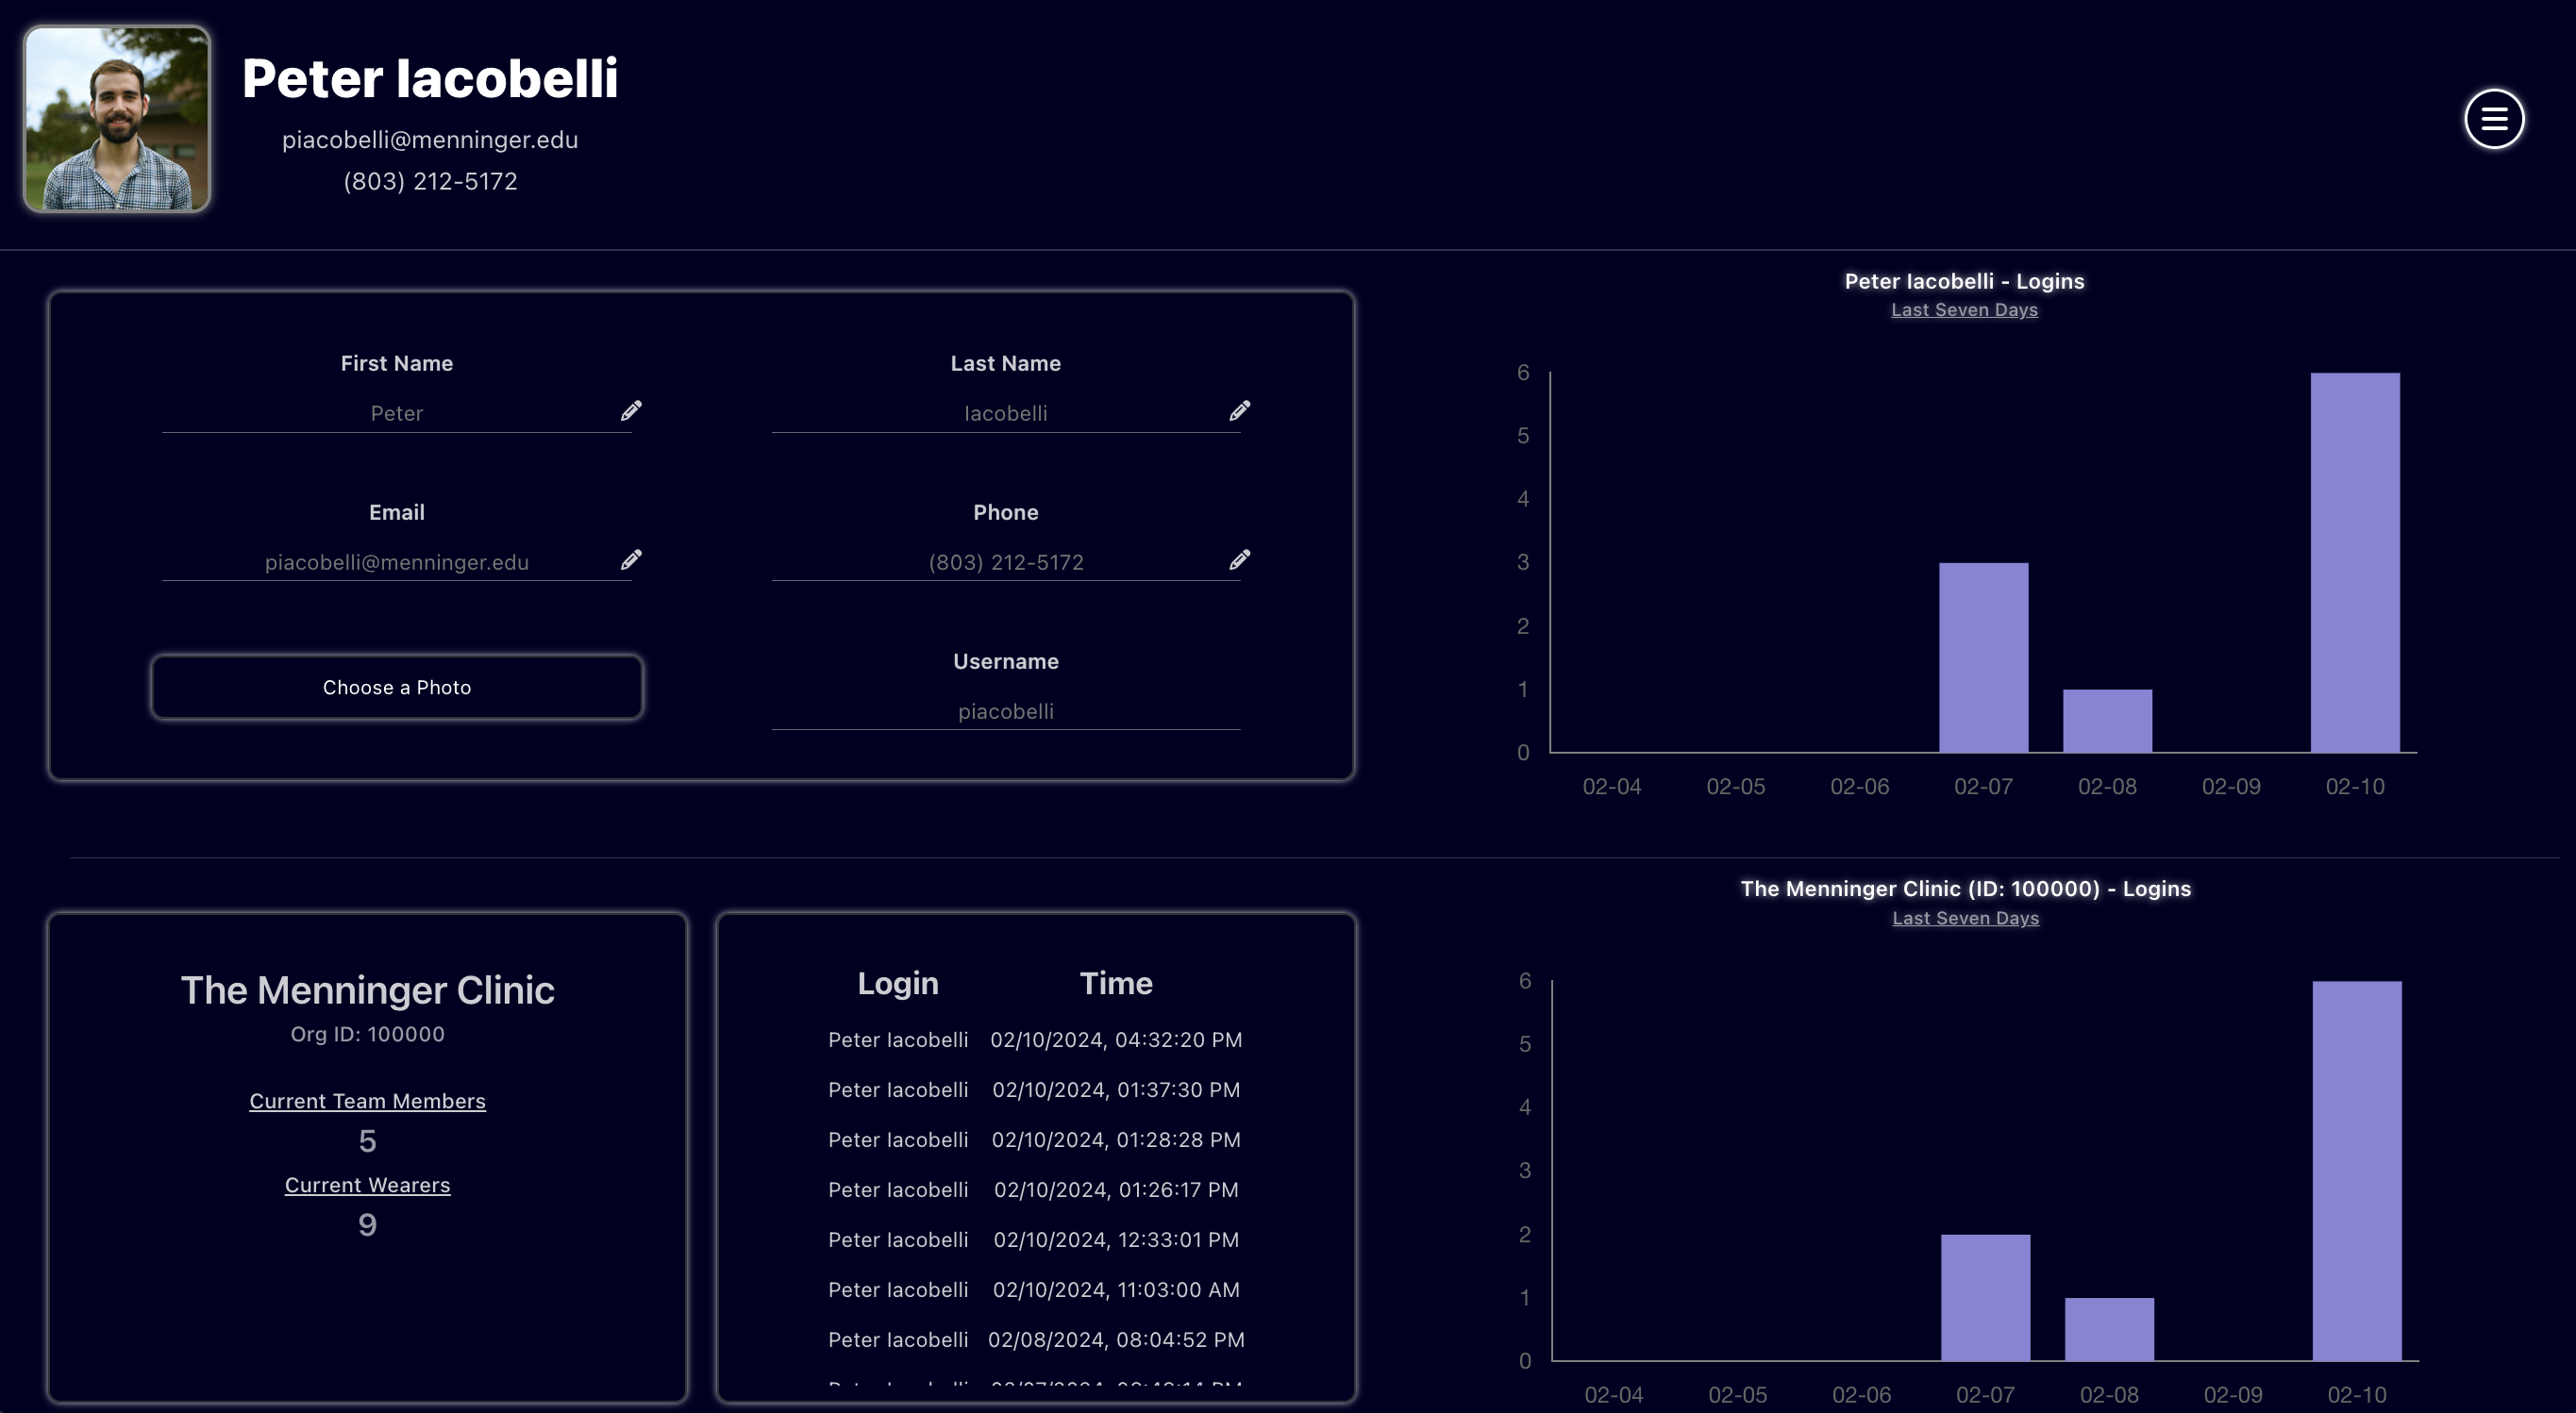 Peter Iacobelli
piacobelli@menninger.edu
(803) 212-5172
First Name
Peter
Last Name
Iacobelli
Email
piacobelli@menninger.edu
Phone
(803) 212-5172
Choose a Photo
Username
piacobelli
Peter Iacobelli - Logins
Last Seven Days
6
5
4
3
2
1
0
02-04 02-05 02-06 02-07 02-08 02-09 02-10
The Menninger Clinic
Org ID: 100000
Current Team Members
5
Current Wearers
9
Login Time
Peter Iacobelli 02/10/2024, 04:32:20 PM
Peter Iacobelli 02/10/2024, 01:37:30 PM
Peter Iacobelli 02/10/2024, 01:28:28 PM
Peter Iacobelli 02/10/2024, 01:26:17 PM
Peter Iacobelli 02/10/2024, 12:33:01 PM
Peter Iacobelli 02/10/2024, 11:03:00 AM
Peter Iacobelli 02/08/2024, 08:04:52 PM
The Menninger Clinic (ID: 100000) - Logins
Last Seven Days
6
5
4
3
2
1
0
02-04 02-05 02-06 02-07 02-08 02-09 02-10